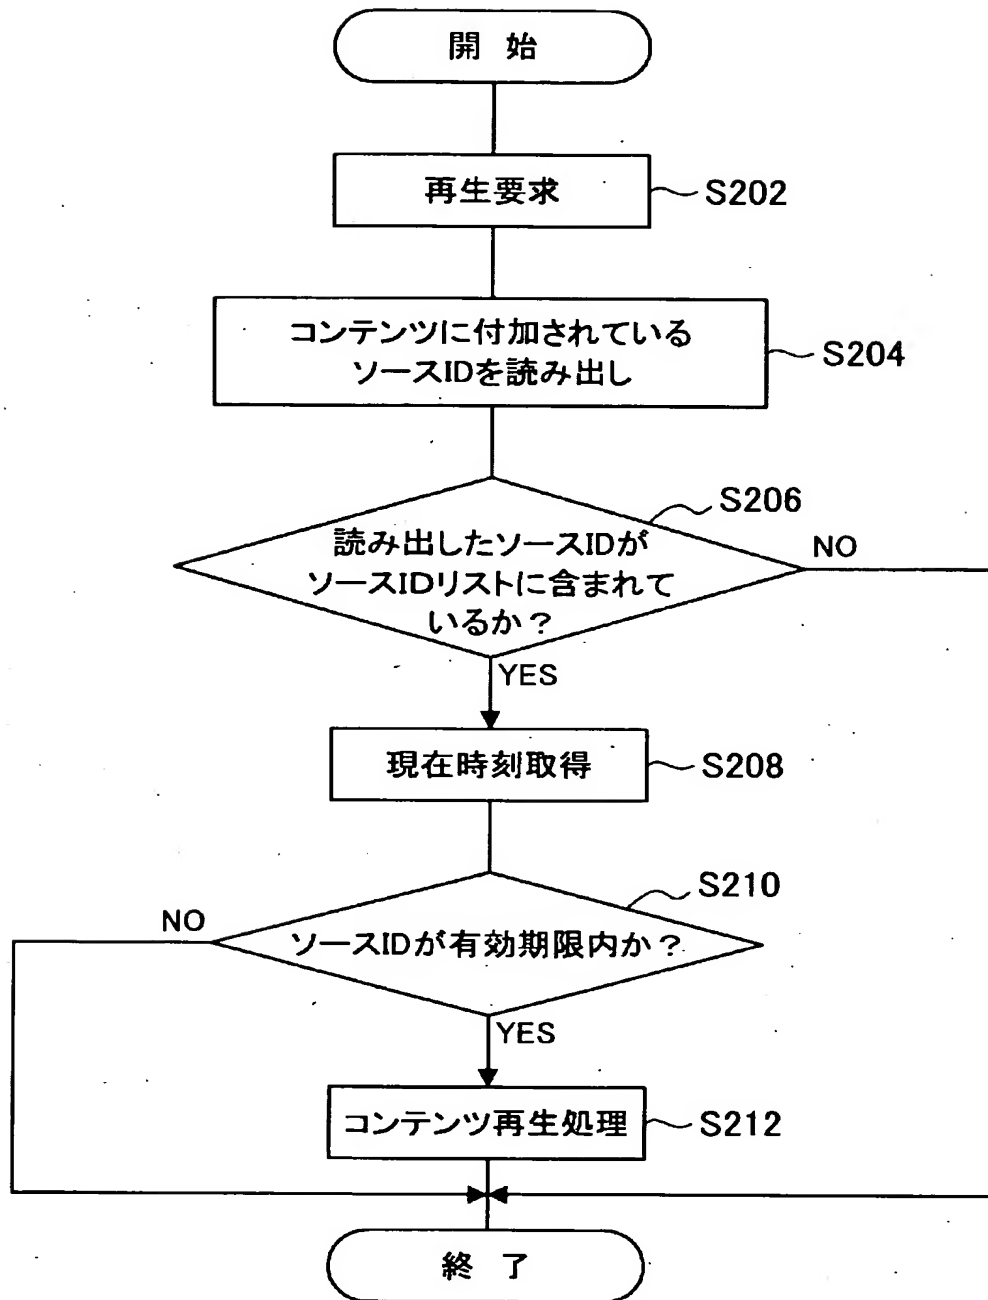 開 始
再生要求
S202
コンテンツに付加されている
ソースIDを読み出し
S204
S206
読み出したソースIDが
ソースIDリストに含まれて
いるか？
NO
YES
現在時刻取得
S208
S210
NO
ソースIDが有効期限内か？
YES
コンテンツ再生処理
S212
終 了